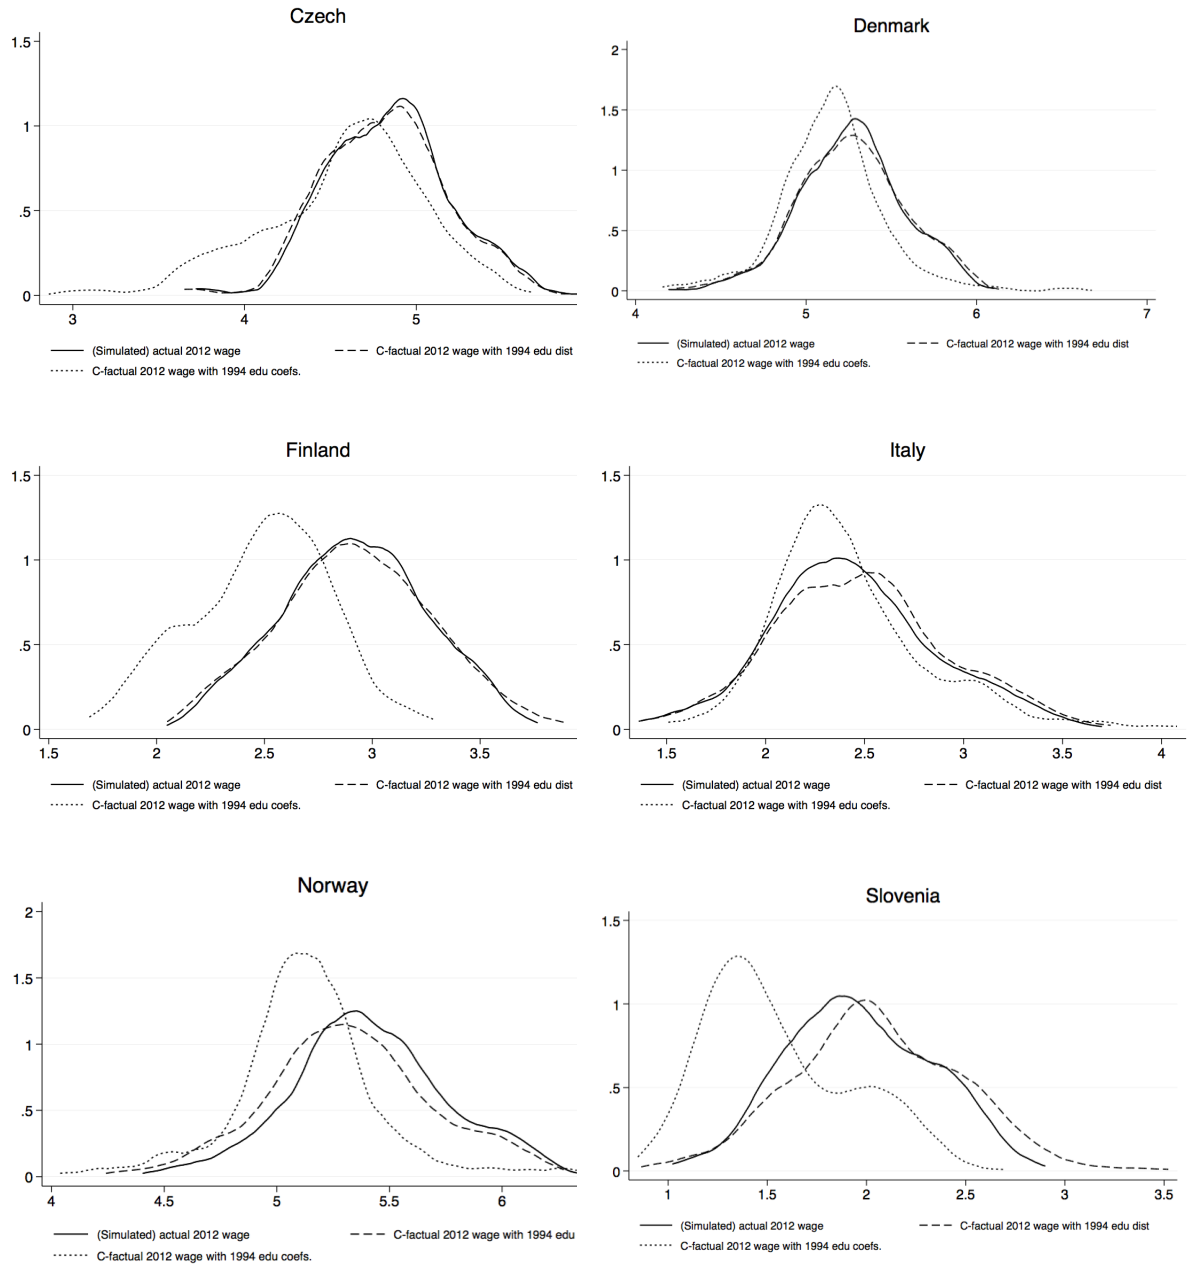 Czech
1.5
1
.5
0
3 4 5
(Simulated) actual 2012 wage C-factual 2012 wage with 1994 edu dist
C-factual 2012 wage with 1994 edu coefs.
Denmark
2
1.5
1
.5
0
4 5 6 7
(Simulated) actual 2012 wage C-factual 2012 wage with 1994 edu dist
C-factual 2012 wage with 1994 edu coefs.
Finland
1.5
1
.5
0
1.5 2 2.5 3 3.5
(Simulated) actual 2012 wage C-factual 2012 wage with 1994 edu dist
C-factual 2012 wage with 1994 edu coefs.
Italy
1.5
1
.5
0
1.5 2 2.5 3 3.5 4
(Simulated) actual 2012 wage C-factual 2012 wage with 1994 edu dist
C-factual 2012 wage with 1994 edu coefs.
Norway
2
1.5
1
.5
0
4 4.5 5 5.5 6
(Simulated) actual 2012 wage C-factual 2012 wage with 1994 edu
C-factual 2012 wage with 1994 edu coefs.
Slovenia
1.5
1
.5
0
1 1.5 2 2.5 3 3.5
(Simulated) actual 2012 wage C-factual 2012 wage with 1994 edu dist
C-factual 2012 wage with 1994 edu coefs.